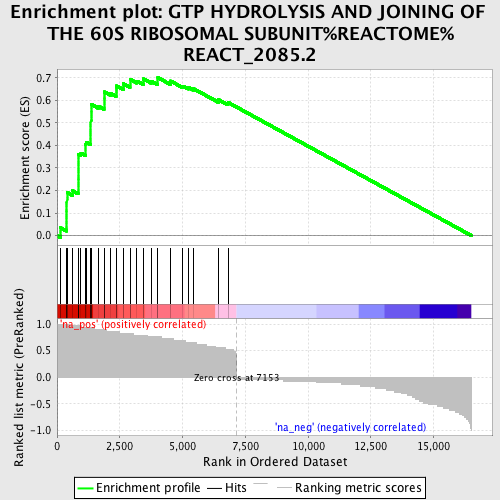 Enrichment plot: GTP HYDROLYSIS AND JOINING OF
THE 60S RIBOSOMAL SUBUNIT%REACTOME%
REACT_2085.2
Enrichment score (ES)
0.7
0.6
0.5
0.4
0.3
0.2
0.1
0.0
'na_pos' (positively correlated)
Ranked list metric (PreRanked)
1.0
0.5
0.0
-0.5
-1.0
Zero cross at 7153
'na_neg' (negatively correlated)
0
2,500
5,000
7,500
10,000
12,500
15,000
Rank in Ordered Dataset
Enrichment profile
Hits
Ranking metric scores